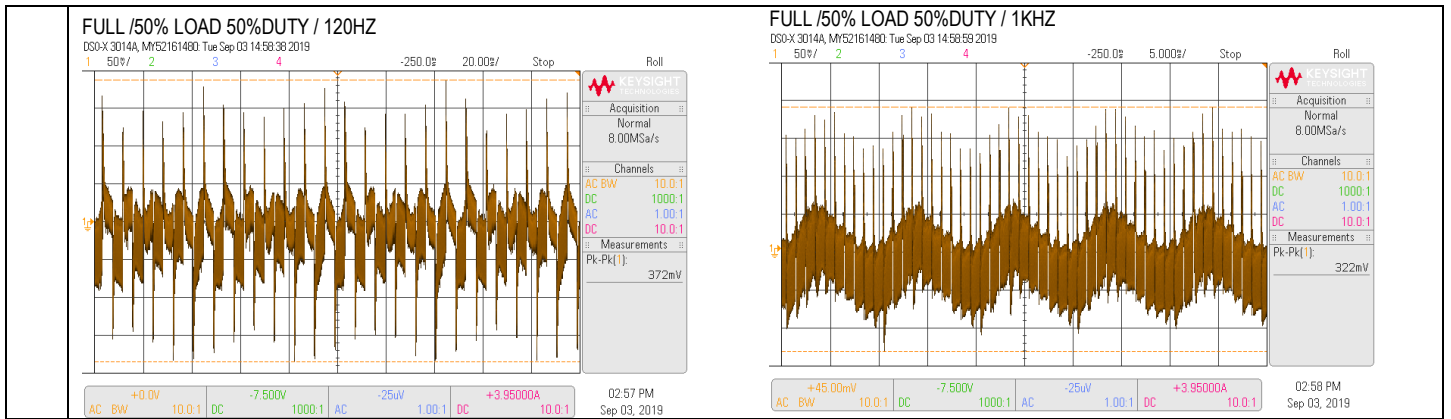 FULL /50% LOAD 50%DUTY / 120HZ
DSO-X 3014A, MY52161480: Tue Sep 03 14:58:38 2019
1 50V/ 2 3 4 -250.0s 20.00s/ Stop Roll
KEYSIGHT
TECHNOLOGIES
Acquisition
Normal
8.00MSa/s
Channels
AC BW 10.0:1
DC 1000:1
AC 1.00:1
DC 10.0:1
Measurements
Pk-Pk(1):
372mV
+0.0V -7.500V -25uV +3.95000A
AC BW 10.0:1 DC 1000:1 AC 1.00:1 DC 10.0:1
02:57 PM
Sep 03, 2019
FULL /50% LOAD 50%DUTY / 1KHZ
DSO-X 3014A, MY52161480: Tue Sep 03 14:58:59 2019
1 50V/ 2 3 4 -250.0s 5.000s/ Stop Roll
KEYSIGHT
TECHNOLOGIES
Acquisition
Normal
8.00MSa/s
Channels
AC BW 10.0:1
DC 1000:1
AC 1.00:1
DC 10.0:1
Measurements
Pk-Pk(1):
322mV
+45.00mV -7.500V -25uV +3.95000A
AC BW 10.0:1 DC 1000:1 AC 1.00:1 DC 10.0:1
02:58 PM
Sep 03, 2019